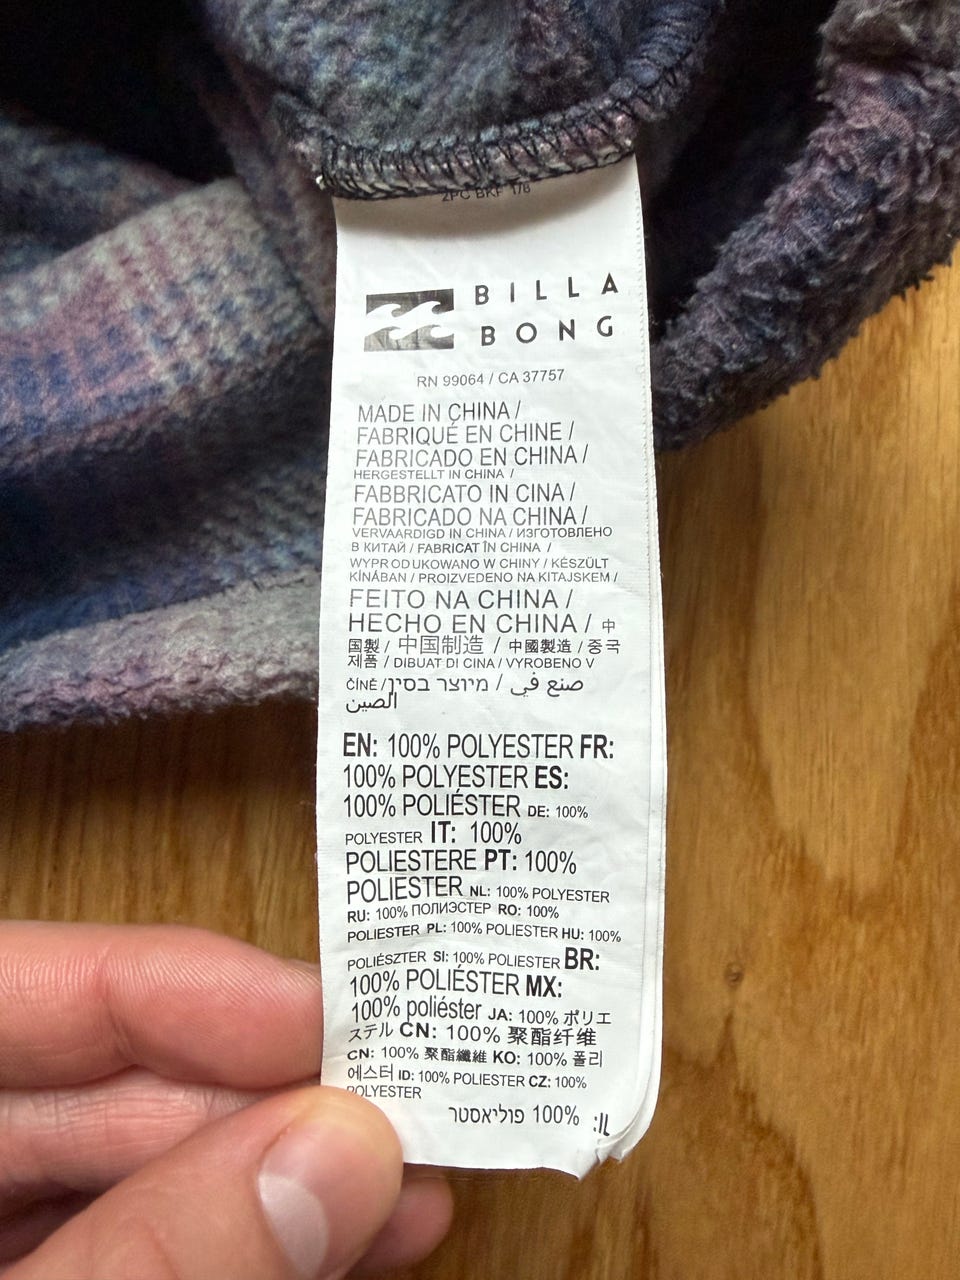 2PC BKF 1/8
BILLA
BONG
RN 99064 / CA 37757
MADE IN CHINA /
FABRIQUÉ EN CHINE /
FABRICADO EN CHINA /
HERGESTELLT IN CHINA /
FABBRICATO IN CINA /
FABRICADO NA CHINA /
VERVAARDIGD IN CHINA / ИЗГОТОВЛЕНО
В КИТАЙ / FABRICAT ÎN CHINA /
WYPRODUKOWANO W CHINY / KÉSZÜLT
KÍNÁBAN / PROIZVEDENO NA KITAJSKEM /
FEITO NA CHINA /
HECHO EN CHINA / 中
国製 / 中国制造 / 中國製造 / 중국
제품 / DIBUAT DI CINA / VYROBENO V
ČÍNĚ / מיוצר בסין / صنع في
الصين
EN: 100% POLYESTER FR:
100% POLYESTER ES:
100% POLIÉSTER DE: 100%
POLYESTER IT: 100%
POLIESTERE PT: 100%
POLIESTER NL: 100% POLYESTER
RU: 100% ПОЛИЭСТЕР RO: 100%
POLIESTER PL: 100% POLIESTER HU: 100%
POLIÉSZTER SI: 100% POLIESTER BR:
100% POLIÉSTER MX:
100% poliéster JA: 100% ポリエ
ステル CN: 100% 聚酯纤维
CN: 100% 聚酯纖維 KO: 100% 폴리
에스터 ID: 100% POLIESTER CZ: 100%
POLYESTER
IL: 100% פוליאסטר